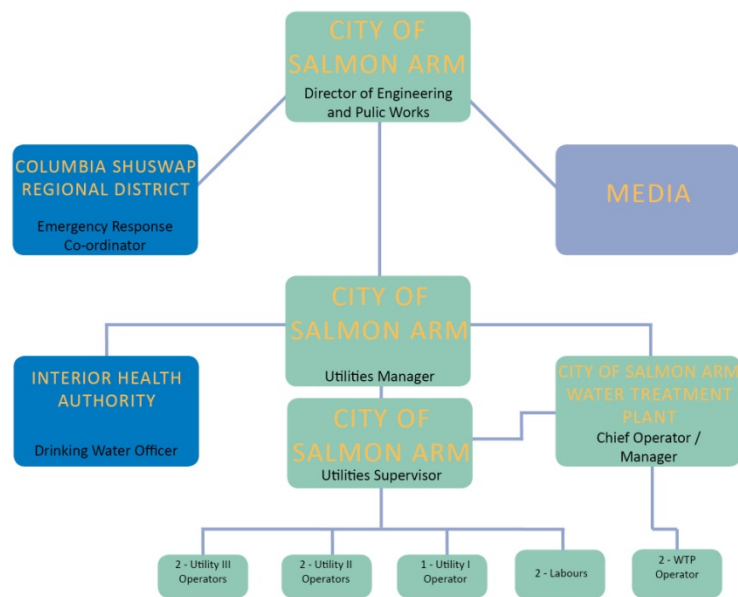 CITY OF
SALMON ARM
Director of Engineering
and Pulic Works
COLUMBIA SHUSWAP
REGIONAL DISTRICT
Emergency Response
Co-ordinator
MEDIA
CITY OF
SALMON ARM
Utilities Manager
INTERIOR HEALTH
AUTHORITY
Drinking Water Officer
CITY OF SALMON ARM
WATER TREATMENT
PLANT
Chief Operator /
Manager
CITY OF
SALMON ARM
Utilities Supervisor
2 - Utility III
Operators
2 - Utility II
Operators
1 - Utility I
Operator
2 - Labours
2 - WTP
Operator